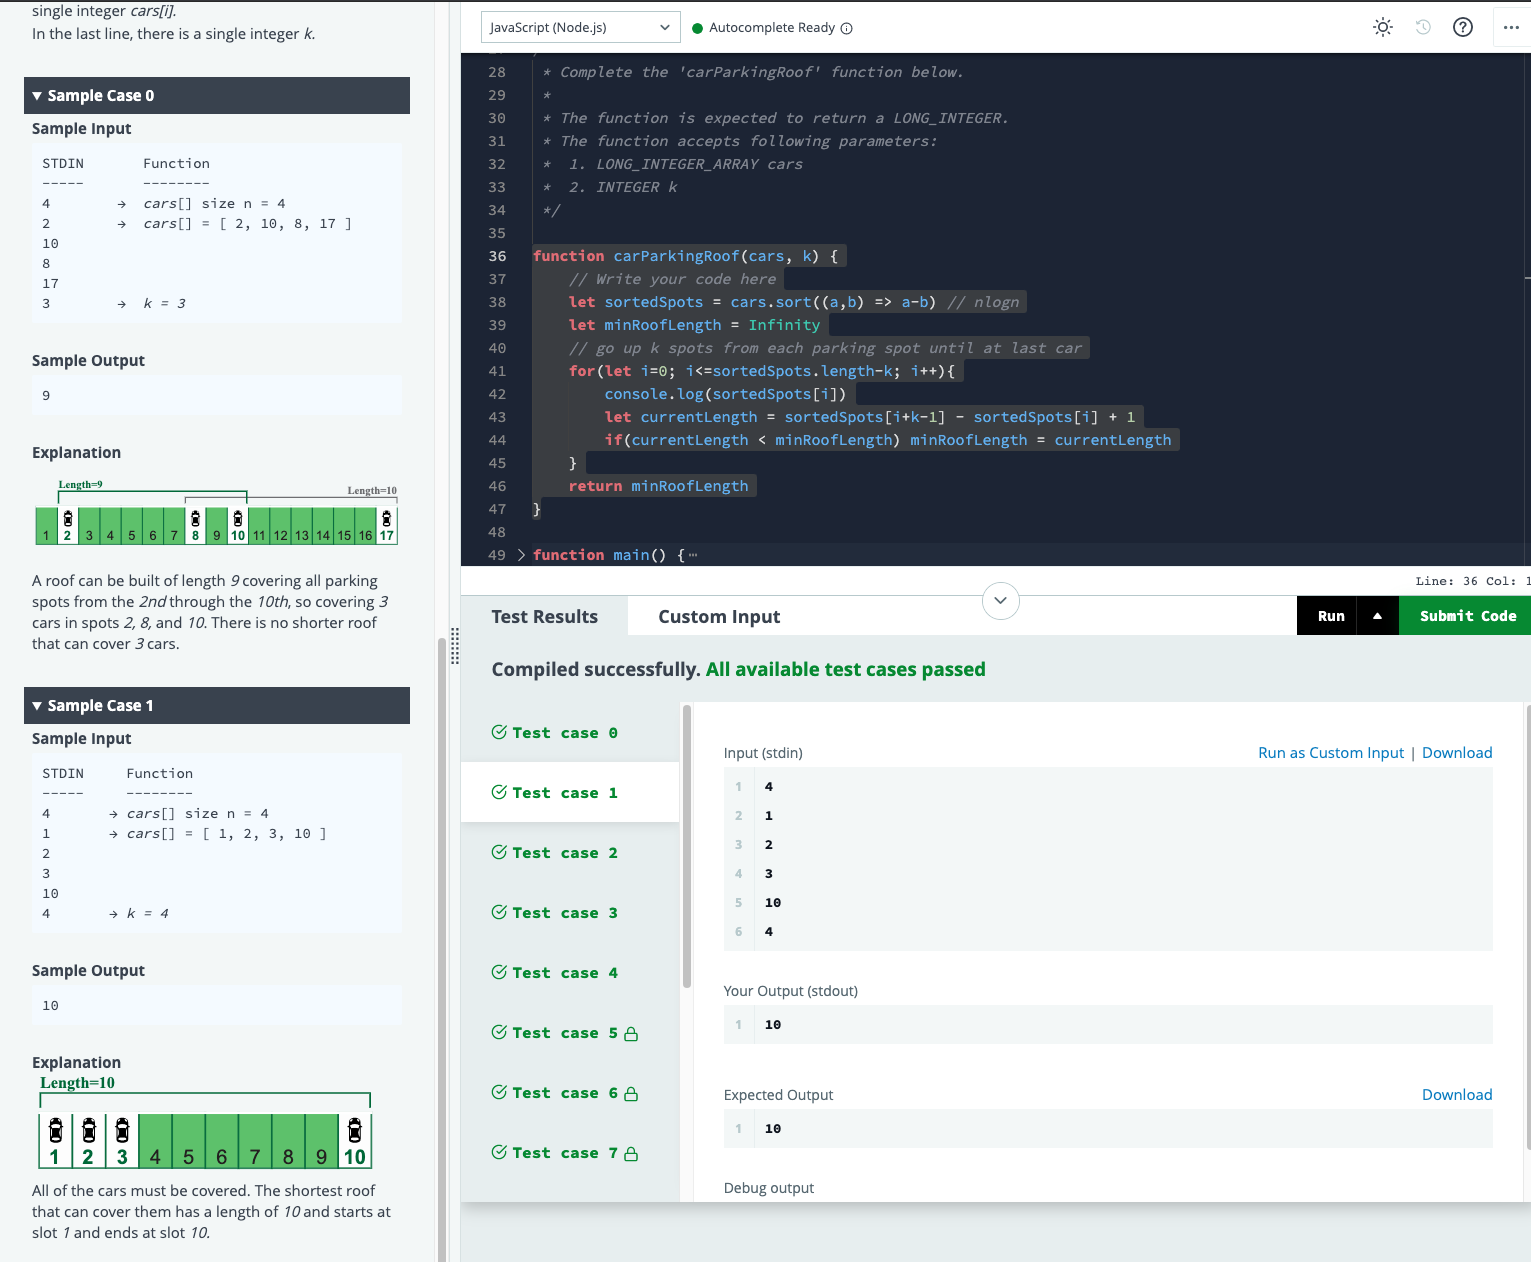 single integer cars[i].
In the last line, there is a single integer k.
▼ Sample Case 0
Sample Input
STDIN Function
----- --------
4 → cars[] size n = 4
2 → cars[] = [ 2, 10, 8, 17 ]
10
8
17
3 → k = 3
Sample Output
9
Explanation
Length=9
Length=10
1 2 3 4 5 6 7 8 9 10 11 12 13 14 15 16 17
A roof can be built of length 9 covering all parking
spots from the 2nd through the 10th, so covering 3
cars in spots 2, 8, and 10. There is no shorter roof
that can cover 3 cars.
▼ Sample Case 1
Sample Input
STDIN Function
----- --------
4 → cars[] size n = 4
1 → cars[] = [ 1, 2, 3, 10 ]
2
3
10
4 → k = 4
Sample Output
10
Explanation
Length=10
1 2 3 4 5 6 7 8 9 10
All of the cars must be covered. The shortest roof
that can cover them has a length of 10 and starts at
slot 1 and ends at slot 10.
JavaScript (Node.js)
Autocomplete Ready
28 * Complete the 'carParkingRoof' function below.
29 *
30 * The function is expected to return a LONG_INTEGER.
31 * The function accepts following parameters:
32 * 1. LONG_INTEGER_ARRAY cars
33 * 2. INTEGER k
34 */
35
36 function carParkingRoof(cars, k) {
37 // Write your code here
38 let sortedSpots = cars.sort((a,b) => a-b) // nlogn
39 let minRoofLength = Infinity
40 // go up k spots from each parking spot until at last car
41 for(let i=0; i<=sortedSpots.length-k; i++){
42 console.log(sortedSpots[i])
43 let currentLength = sortedSpots[i+k-1] - sortedSpots[i] + 1
44 if(currentLength < minRoofLength) minRoofLength = currentLength
45 }
46 return minRoofLength
47 }
48
49 > function main() {⋯
Line: 36 Col: 1
Test Results
Custom Input
Run
Submit Code
Compiled successfully. All available test cases passed
Test case 0
Test case 1
Test case 2
Test case 3
Test case 4
Test case 5
Test case 6
Test case 7
Input (stdin)
Run as Custom Input | Download
1 4
2 1
3 2
4 3
5 10
6 4
Your Output (stdout)
1 10
Expected Output
Download
1 10
Debug output